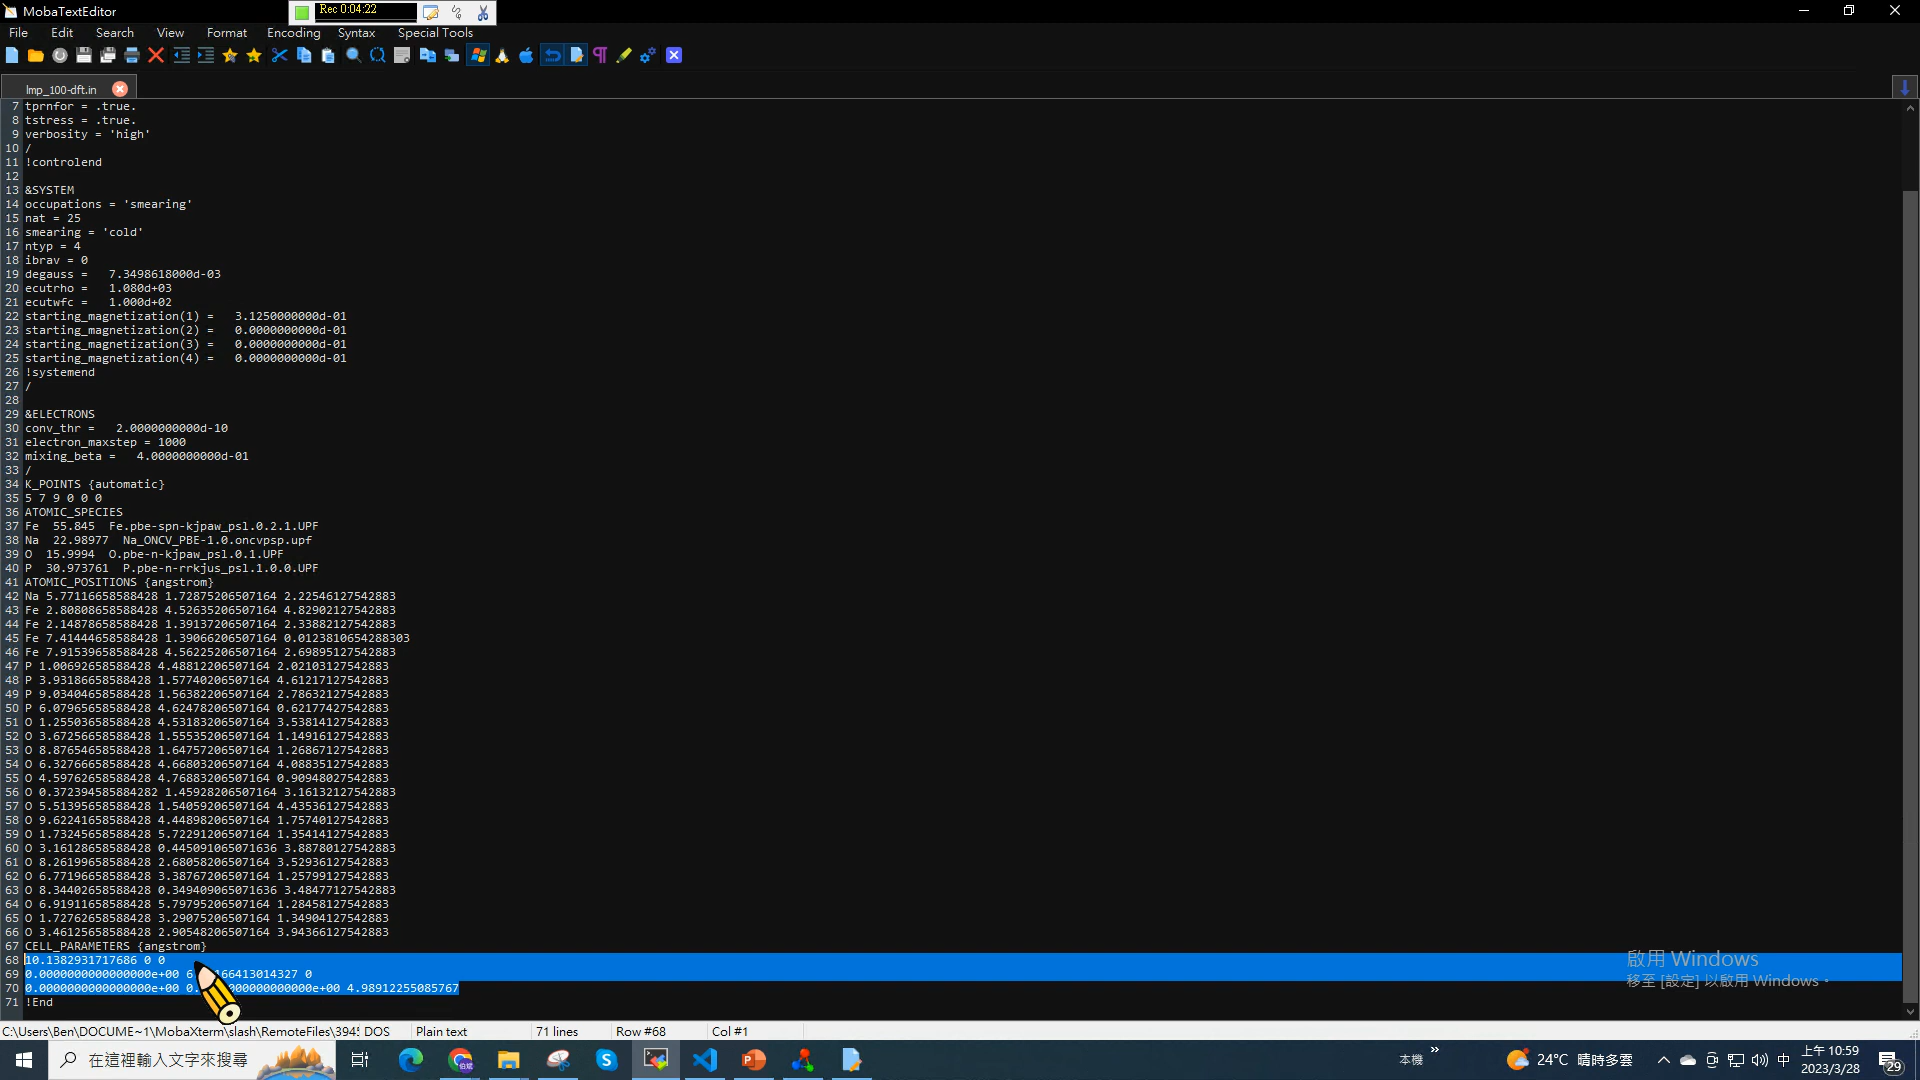 MobaTextEditor
Rec 0:04:22
File Edit Search View Format Encoding Syntax Special Tools
lmp_100-dft.in
7 tprnfor = .true.
8 tstress = .true.
9 verbosity = 'high'
10 /
11 !controlend
12
13 &SYSTEM
14 occupations = 'smearing'
15 nat = 25
16 smearing = 'cold'
17 ntyp = 4
18 ibrav = 0
19 degauss =   7.3498618000d-03
20 ecutrho =   1.080d+03
21 ecutwfc =   1.000d+02
22 starting_magnetization(1) =   3.1250000000d-01
23 starting_magnetization(2) =   0.0000000000d-01
24 starting_magnetization(3) =   0.0000000000d-01
25 starting_magnetization(4) =   0.0000000000d-01
26 !systemend
27 /
28
29 &ELECTRONS
30 conv_thr =   2.0000000000d-10
31 electron_maxstep = 1000
32 mixing_beta =   4.0000000000d-01
33 /
34 K_POINTS {automatic}
35 5 7 9 0 0 0
36 ATOMIC_SPECIES
37 Fe  55.845  Fe.pbe-spn-kjpaw_psl.0.2.1.UPF
38 Na  22.98977  Na_ONCV_PBE-1.0.oncvpsp.upf
39 O  15.9994  O.pbe-n-kjpaw_psl.0.1.UPF
40 P  30.973761  P.pbe-n-rrkjus_psl.1.0.0.UPF
41 ATOMIC_POSITIONS {angstrom}
42 Na 5.77116658588428 1.72875206507164 2.22546127542883
43 Fe 2.80808658588428 4.52635206507164 4.82902127542883
44 Fe 2.14878658588428 1.39137206507164 2.33882127542883
45 Fe 7.41444658588428 1.39066206507164 0.0123810654288303
46 Fe 7.91539658588428 4.56225206507164 2.69895127542883
47 P 1.00692658588428 4.48812206507164 2.02103127542883
48 P 3.93186658588428 1.57740206507164 4.61217127542883
49 P 9.03404658588428 1.56382206507164 2.78632127542883
50 P 6.07965658588428 4.62478206507164 0.62177427542883
51 O 1.25503658588428 4.53183206507164 3.53814127542883
52 O 3.67256658588428 1.55535206507164 1.14916127542883
53 O 8.87654658588428 1.64757206507164 1.26867127542883
54 O 6.32766658588428 4.66803206507164 4.08835127542883
55 O 4.59762658588428 4.76883206507164 0.90948027542883
56 O 0.372394585884282 1.45928206507164 3.16132127542883
57 O 5.51395658588428 1.54059206507164 4.43536127542883
58 O 9.62241658588428 4.44898206507164 1.75740127542883
59 O 1.73245658588428 5.72291206507164 1.35414127542883
60 O 3.16128658588428 0.445091065071636 3.88780127542883
61 O 8.26199658588428 2.68058206507164 3.52936127542883
62 O 6.77196658588428 3.38767206507164 1.25799127542883
63 O 8.34402658588428 0.349409065071636 3.48477127542883
64 O 6.91911658588428 5.79795206507164 1.28458127542883
65 O 1.72762658588428 3.29075206507164 1.34904127542883
66 O 3.46125658588428 2.90548206507164 3.94366127542883
67 CELL_PARAMETERS {angstrom}
68 10.1382931717686 0 0
69 0.0000000000000000e+00 6 166413014327 0
70 0.0000000000000000e+00 0. 000000000000e+00 4.98912255085767
71 !End
啟用 Windows
移至 [設定] 以啟用 Windows。
C:\Users\Ben\DOCUME~1\MobaXterm\slash\RemoteFiles\3945 DOS Plain text 71 lines Row #68 Col #1
在這裡輸入文字來搜尋
本機 24°C 晴時多雲 中 上午 10:59
2023/3/28 29